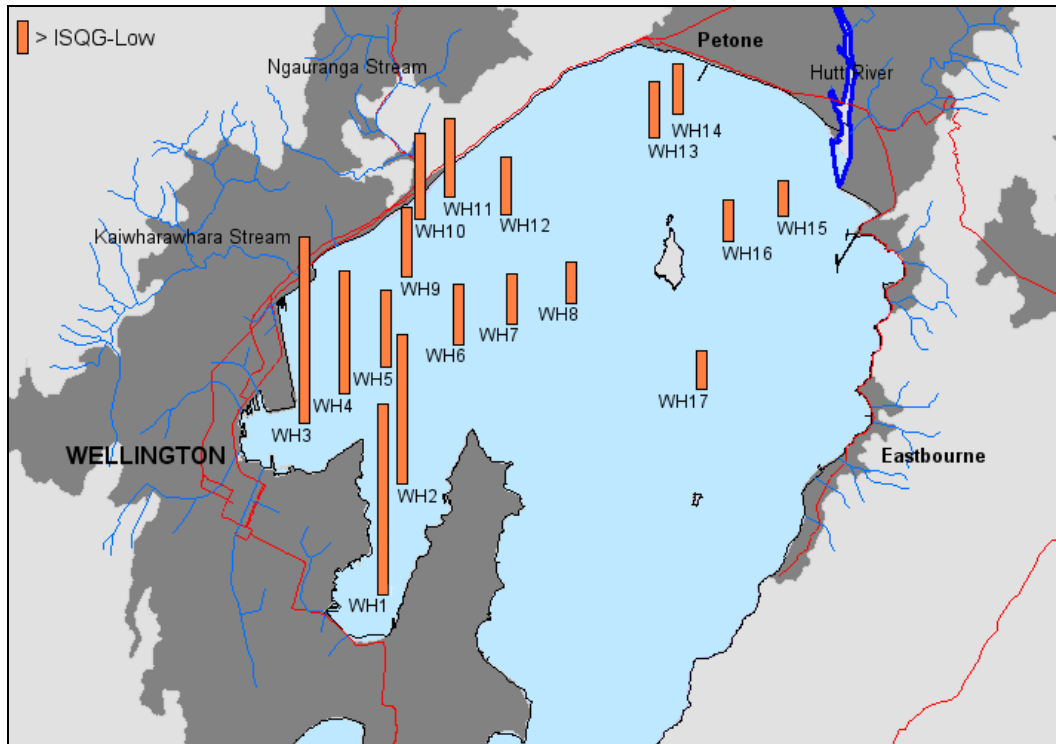 > ISQG-Low
Petone
Ngauranga Stream
Hutt River
WH14
WH13
WH11
WH12
WH10
WH15
Kaiwharawhara Stream
WH16
WH9
WH8
WH7
WH6
WH5
WH4
WH17
WH3
WELLINGTON
Eastbourne
WH2
WH1